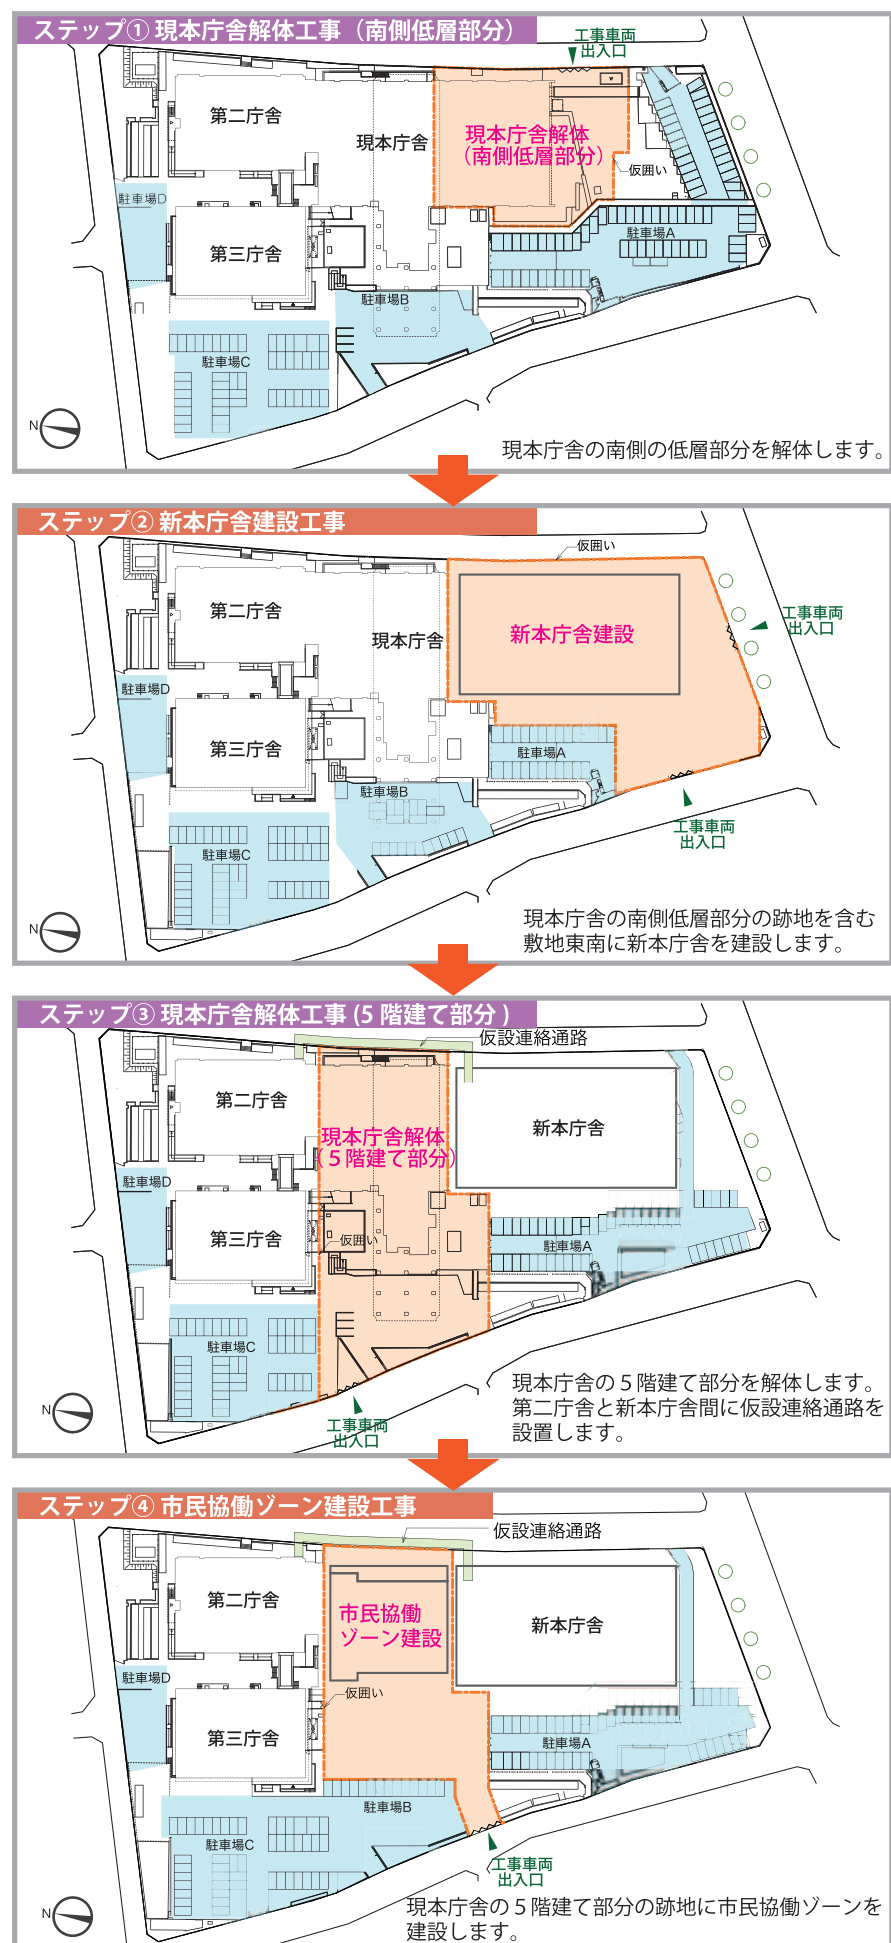 ステップ① 現本庁舎解体工事（南側低層部分）
工事車両
出入口
第二庁舎
現本庁舎
現本庁舎解体
（南側低層部分）
仮囲い
駐車場D
駐車場A
第三庁舎
駐車場B
駐車場C
N
現本庁舎の南側の低層部分を解体します。
ステップ② 新本庁舎建設工事
仮囲い
第二庁舎
工事車両
出入口
現本庁舎
新本庁舎建設
駐車場D
第三庁舎
駐車場A
駐車場B
工事車両
出入口
駐車場C
N
現本庁舎の南側低層部分の跡地を含む
敷地東南に新本庁舎を建設します。
ステップ③ 現本庁舎解体工事 (5 階建て部分 )
仮設連絡通路
第二庁舎
新本庁舎
現本庁舎解体
（５階建て部分）
駐車場D
第三庁舎
仮囲い
駐車場A
駐車場C
N
工事車両
出入口
現本庁舎の５階建て部分を解体します。
第二庁舎と新本庁舎間に仮設連絡通路を
設置します。
ステップ④ 市民協働ゾーン建設工事
仮設連絡通路
第二庁舎
市民協働
ゾーン建設
新本庁舎
駐車場D
仮囲い
第三庁舎
駐車場A
駐車場B
駐車場C
工事車両
出入口
N
現本庁舎の５階建て部分の跡地に市民協働ゾーンを
建設します。